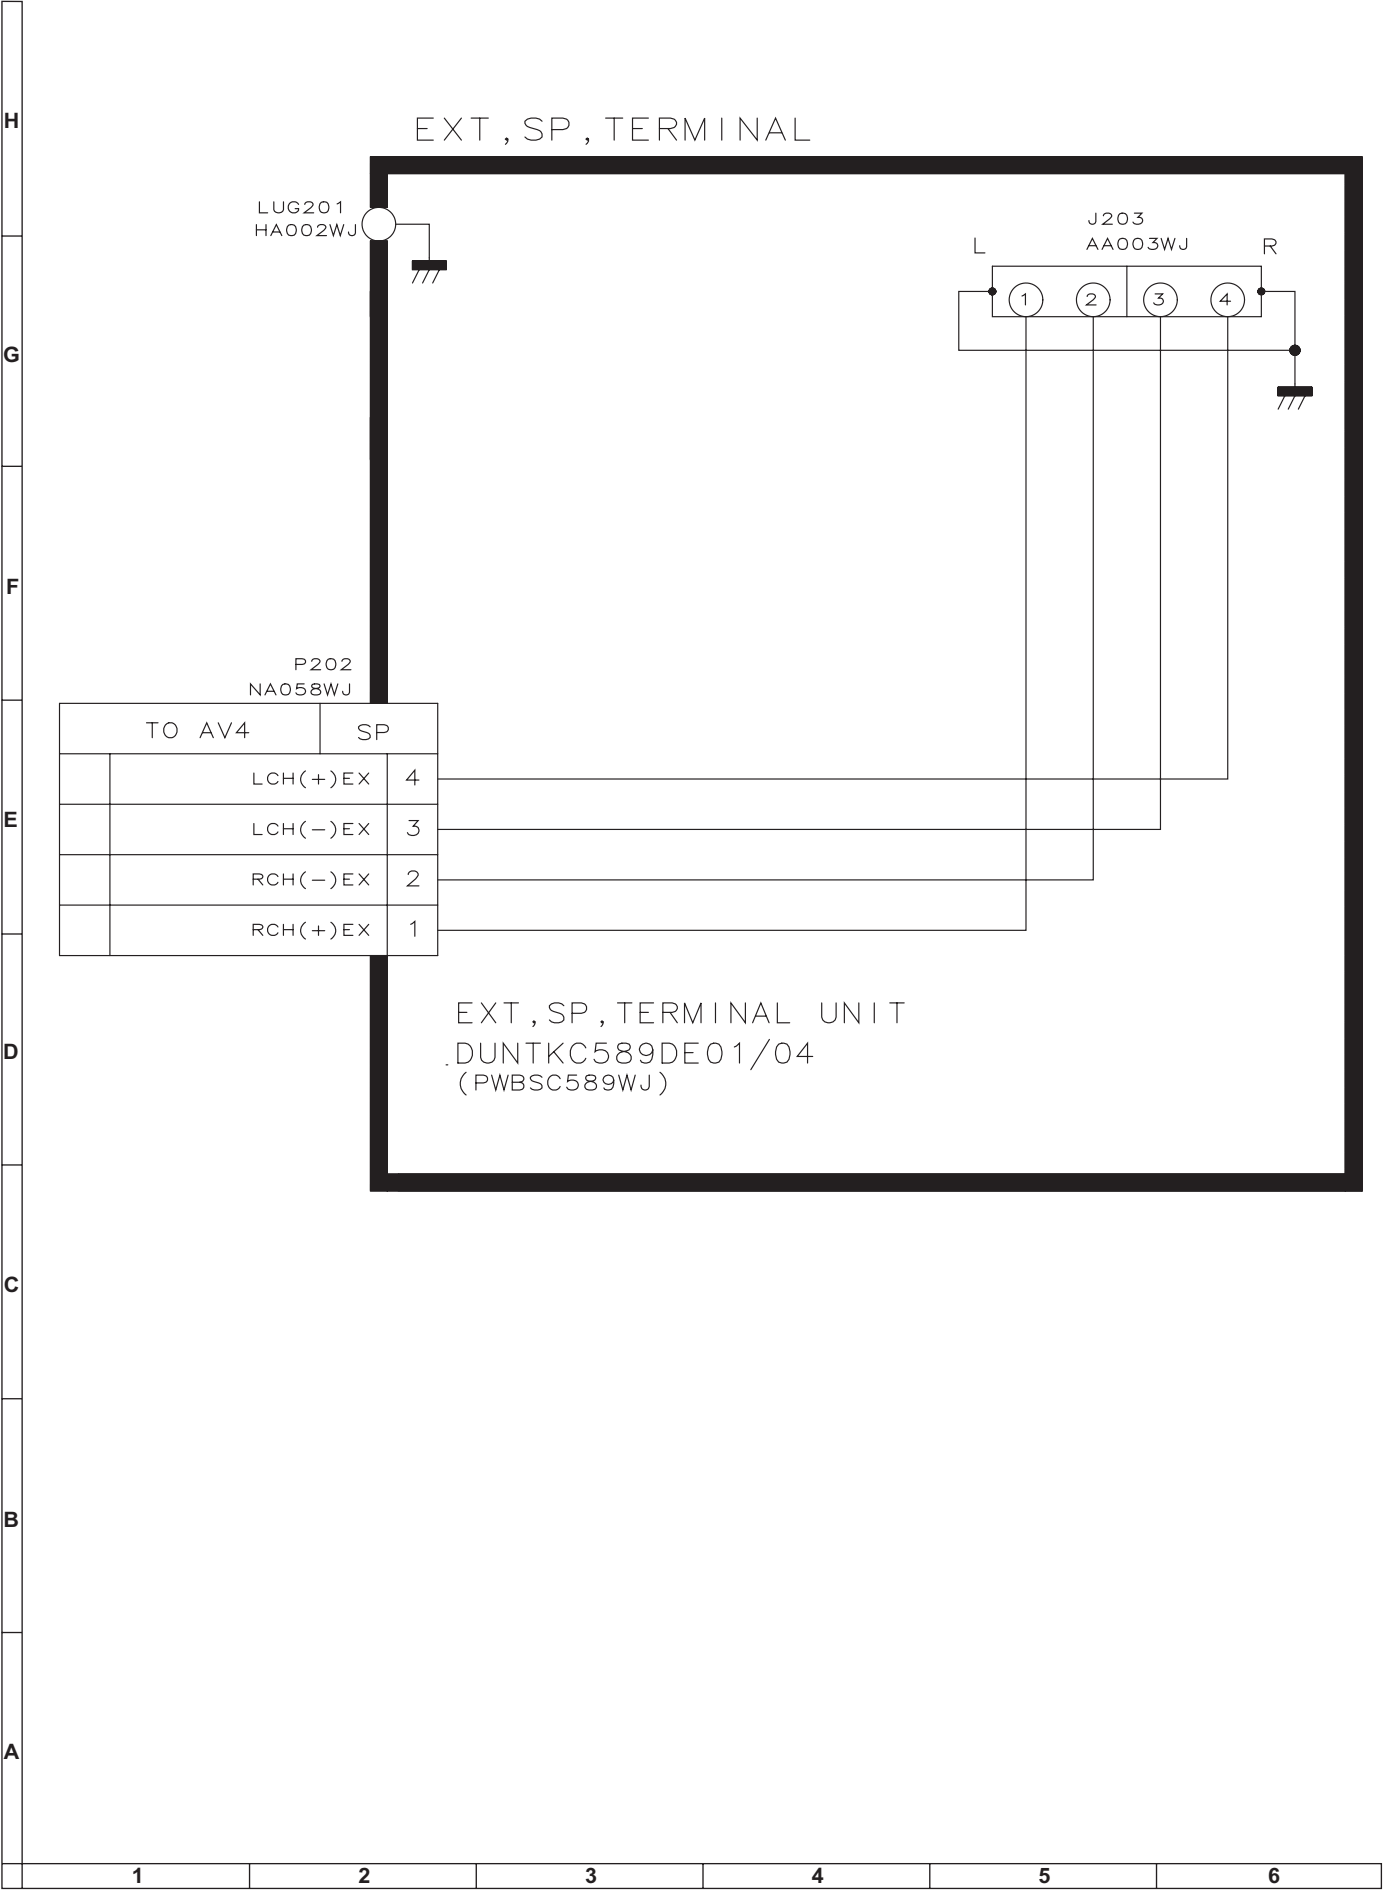 H
EXT,SP,TERMINAL
LUG201
HA002WJ
J203
AA003WJ
L
R
1 2 3 4
G
F
P202
NA058WJ
TO AV4 SP
LCH(+)EX 4
E
LCH(-)EX 3
RCH(-)EX 2
RCH(+)EX 1
EXT,SP,TERMINAL UNIT
D
DUNTKC589DE01/04
(PWBSC589WJ)
C
B
A
1 2 3 4 5 6